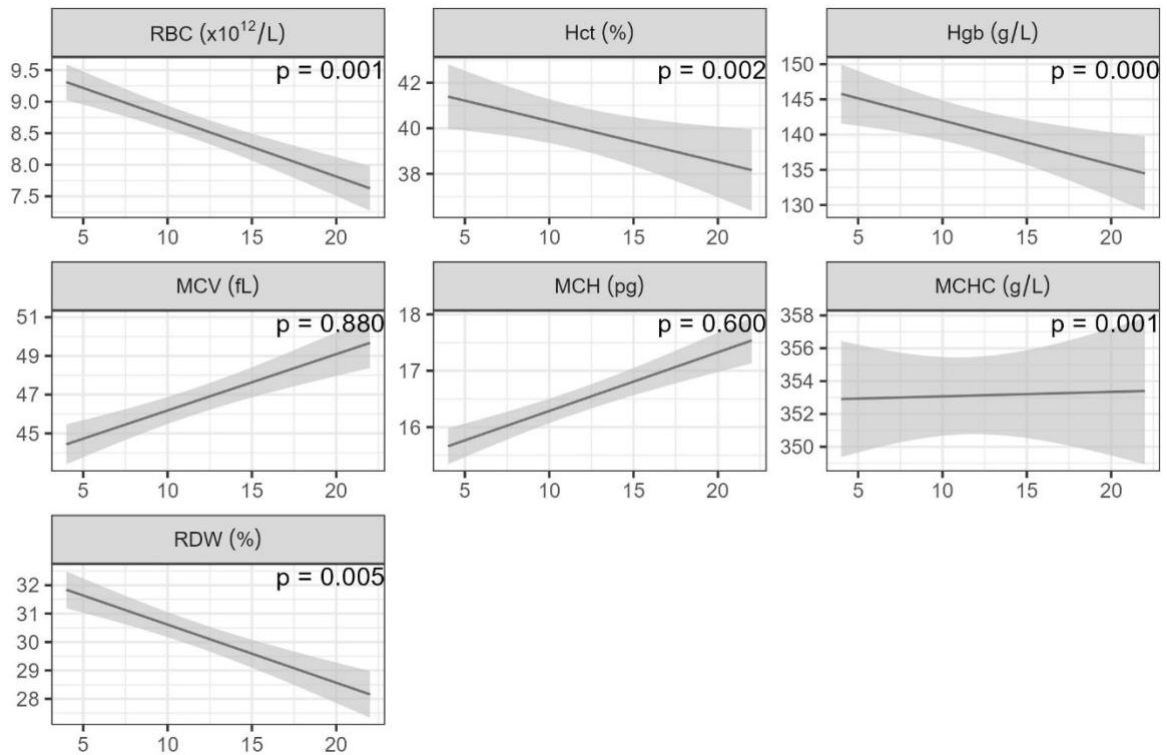 RBC (x10¹²/L)
p = 0.001
9.5
9.0
8.5
8.0
7.5
5 10 15 20
Hct (%)
p = 0.002
42
40
38
5 10 15 20
Hgb (g/L)
p = 0.000
150
145
140
135
130
5 10 15 20
MCV (fL)
p = 0.880
51
49
47
45
5 10 15 20
MCH (pg)
p = 0.600
18
17
16
5 10 15 20
MCHC (g/L)
p = 0.001
358
356
354
352
350
5 10 15 20
RDW (%)
p = 0.005
32
31
30
29
28
5 10 15 20